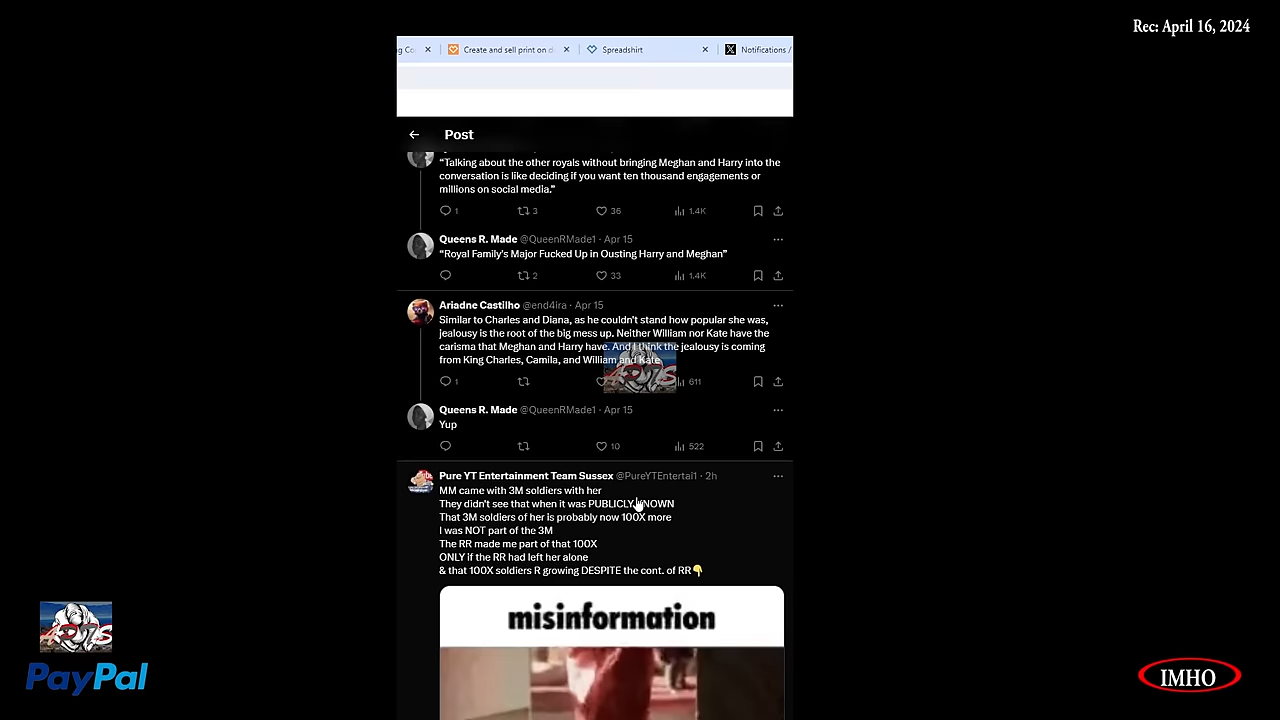 Rec: April 16, 2024
Create and sell print on d
Spreadshirt
Notifications /
Post
“Talking about the other royals without bringing Meghan and Harry into the
conversation is like deciding if you want ten thousand engagements or
millions on social media.”
1 3 36 1.4K
Queens R. Made @QueenRMade1 · Apr 15
“Royal Family's Major Fucked Up in Ousting Harry and Meghan”
2 33 1.4K
Ariadne Castilho @end4lra · Apr 15
Similar to Charles and Diana, as he couldn't stand how popular she was,
jealousy is the root of the big mess up. Neither William nor Kate have the
carisma that Meghan and Harry have. And I think the jealousy is coming
from King Charles, Camila, and William and Kate
1 611
Queens R. Made @QueenRMade1 · Apr 15
Yup
10 522
Pure YT Entertainment Team Sussex @PureYTEntertai1 · 2h
MM came with 3M soldiers with her
They didn't see that when it was PUBLICLY KNOWN
That 3M soldiers of her is probably now 100X more
I was NOT part of the 3M
The RR made me part of that 100X
ONLY if the RR had left her alone
& that 100X soldiers R growing DESPITE the cont. of RR👇
misinformation
PayPal
IMHO